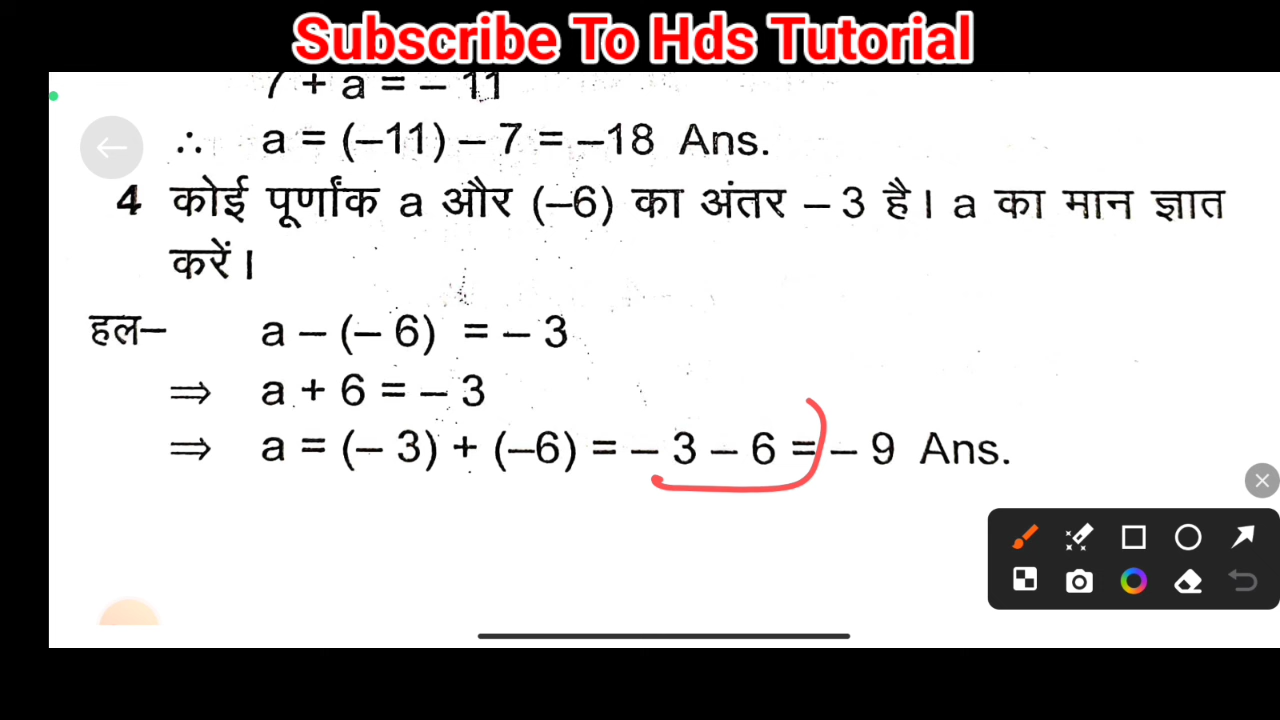 Subscribe To Hds Tutorial
7 + a = – 11
∴ a = (–11) – 7 = –18 Ans.
4 कोई पूर्णांक a और (–6) का अंतर – 3 है। a का मान ज्ञात
करें।
हल– a – (– 6) = – 3
⇒ a + 6 = – 3
⇒ a = (– 3) + (–6) = – 3 – 6 = – 9 Ans.